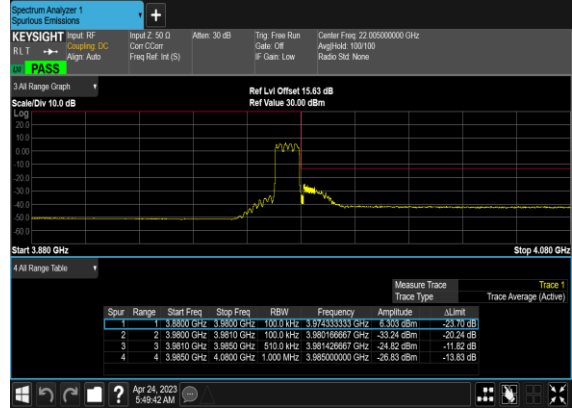 Spectrum Analyzer 1
Spurious Emissions
+
KEYSIGHT Input: RF Input Z: 50 Ω Atten: 30 dB Trig: Free Run Center Freq: 22.005000000 GHz
RLT Coupling: DC Corr CCorr Gate: Off Avg|Hold: 100/100
Align: Auto Freq Ref: Int (S) IF Gain: Low Radio Std: None
PASS
3 All Range Graph
Ref Lvl Offset 15.63 dB
Scale/Div 10.0 dB Ref Value 30.00 dBm
Log
20.0
10.0
0.00
-10.0
-20.0
-30.0
-40.0
-50.0
-60.0
Start 3.880 GHz Stop 4.080 GHz
4 All Range Table
Measure Trace Trace 1
Trace Type Trace Average (Active)
Spur Range Start Freq Stop Freq RBW Frequency Amplitude ΔLimit
1 1 3.8800 GHz 3.9800 GHz 100.0 kHz 3.974333333 GHz 6.303 dBm -23.70 dB
2 2 3.9800 GHz 3.9810 GHz 100.0 kHz 3.980166667 GHz -33.24 dBm -20.24 dB
3 3 3.9810 GHz 3.9850 GHz 510.0 kHz 3.981426667 GHz -24.82 dBm -11.82 dB
4 4 3.9850 GHz 4.0800 GHz 1.000 MHz 3.985000000 GHz -26.83 dBm -13.83 dB
?
Apr 24, 2023
5:49:42 AM